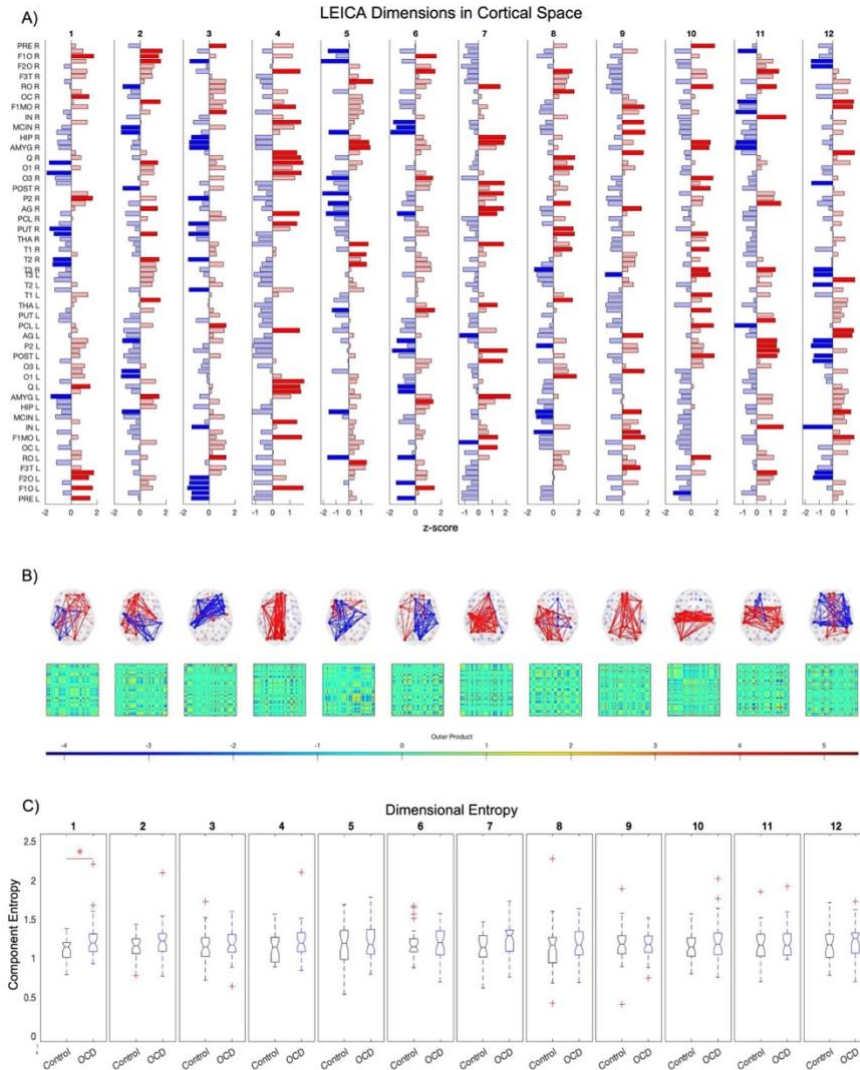 A)
LEICA Dimensions in Cortical Space
1 2 3 4 5 6 7 8 9 10 11 12
PRE R
F1O R
F2O R
F3T R
RO R
OC R
F1MO R
IN R
MCIN R
HIP R
AMYG R
Q R
O1 R
O3 R
POST R
P2 R
AG R
PCL R
PUT R
THA R
T1 R
T2 R
T3 R
T3 L
T2 L
T1 L
THA L
PUT L
PCL L
AG L
P2 L
POST L
O3 L
O1 L
Q L
AMYG L
HIP L
MCIN L
IN L
F1MO L
OC L
RO L
F3T L
F2O L
F1O L
PRE L
-2 0 2 -2 0 2 -2 0 2 -1 0 1 2 -2 0 2 -2 0 2 -1 0 1 2 -2 0 2 -1 0 1 2 -2 0 2 -2 -1 0 1 2 -2 0 2
z-score
B)
Outer Product
-4 -3 -2 -1 0 1 2 3 4 5
C)
Dimensional Entropy
1 2 3 4 5 6 7 8 9 10 11 12
Component Entropy
2.5
2
1.5
1
0.5
0
Control OCD Control OCD Control OCD Control OCD Control OCD Control OCD Control OCD Control OCD Control OCD Control OCD Control OCD Control OCD